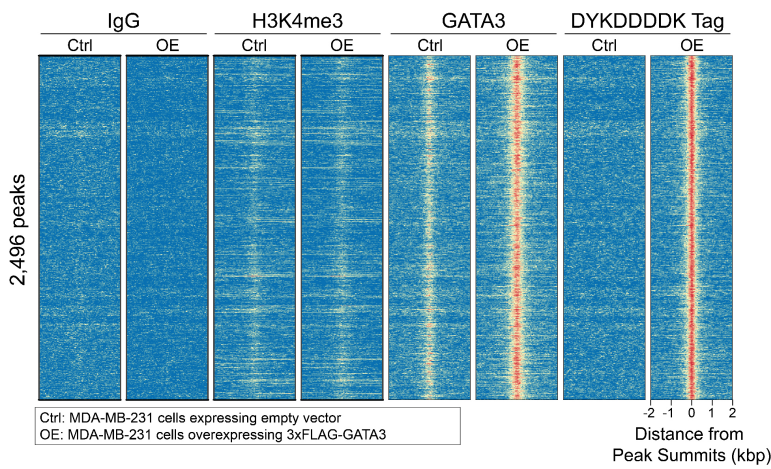 IgG H3K4me3 GATA3 DYKDDDDK Tag
Ctrl OE Ctrl OE Ctrl OE Ctrl OE
2,496 peaks
-2 -1 0 1 2
Distance from
Peak Summits (kbp)
Ctrl: MDA-MB-231 cells expressing empty vector
OE: MDA-MB-231 cells overexpressing 3xFLAG-GATA3